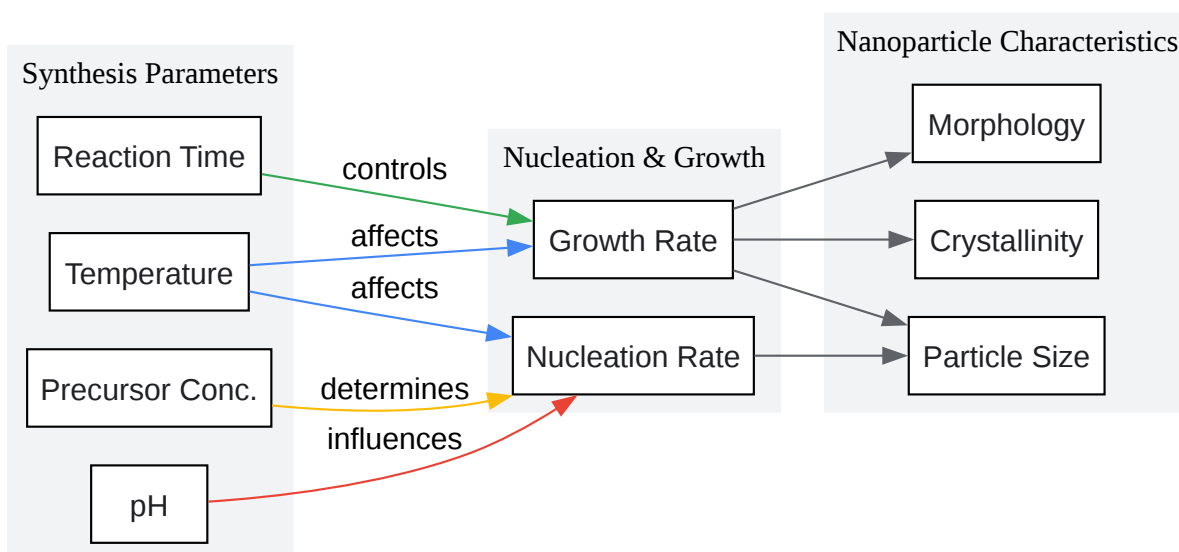 Synthesis Parameters
Reaction Time
Temperature
Precursor Conc.
pH
controls
affects
affects
determines
influences
Nucleation & Growth
Growth Rate
Nucleation Rate
Nanoparticle Characteristics
Morphology
Crystallinity
Particle Size